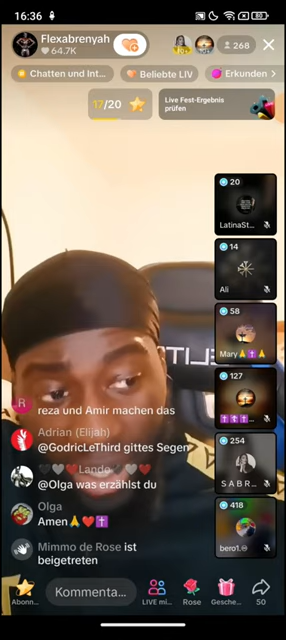 16:36
80
Flexabrenyah
64.7K
268
Chatten und Int...
Beliebte LIV
Erkunden >
17/20
Live Fest-Ergebnis
prüfen
20
LatinaSt...
14
Ali
58
Mary🙏✝️🙏
127
✝️✝️✝️...
254
S A B R...
418
bero1.♾
R
reza und Amir machen das
Adrian (Elijah)
@GodricLeThird gittes Segen
🖤🤍❤️Lando🖤🤍❤️
@Olga was erzählst du
Olga
Amen🙏❤️✝️
Mimmo de Rose ist
beigetreten
Abonn...
Kommenta...
LIVE mi...
Rose
Gesche...
50